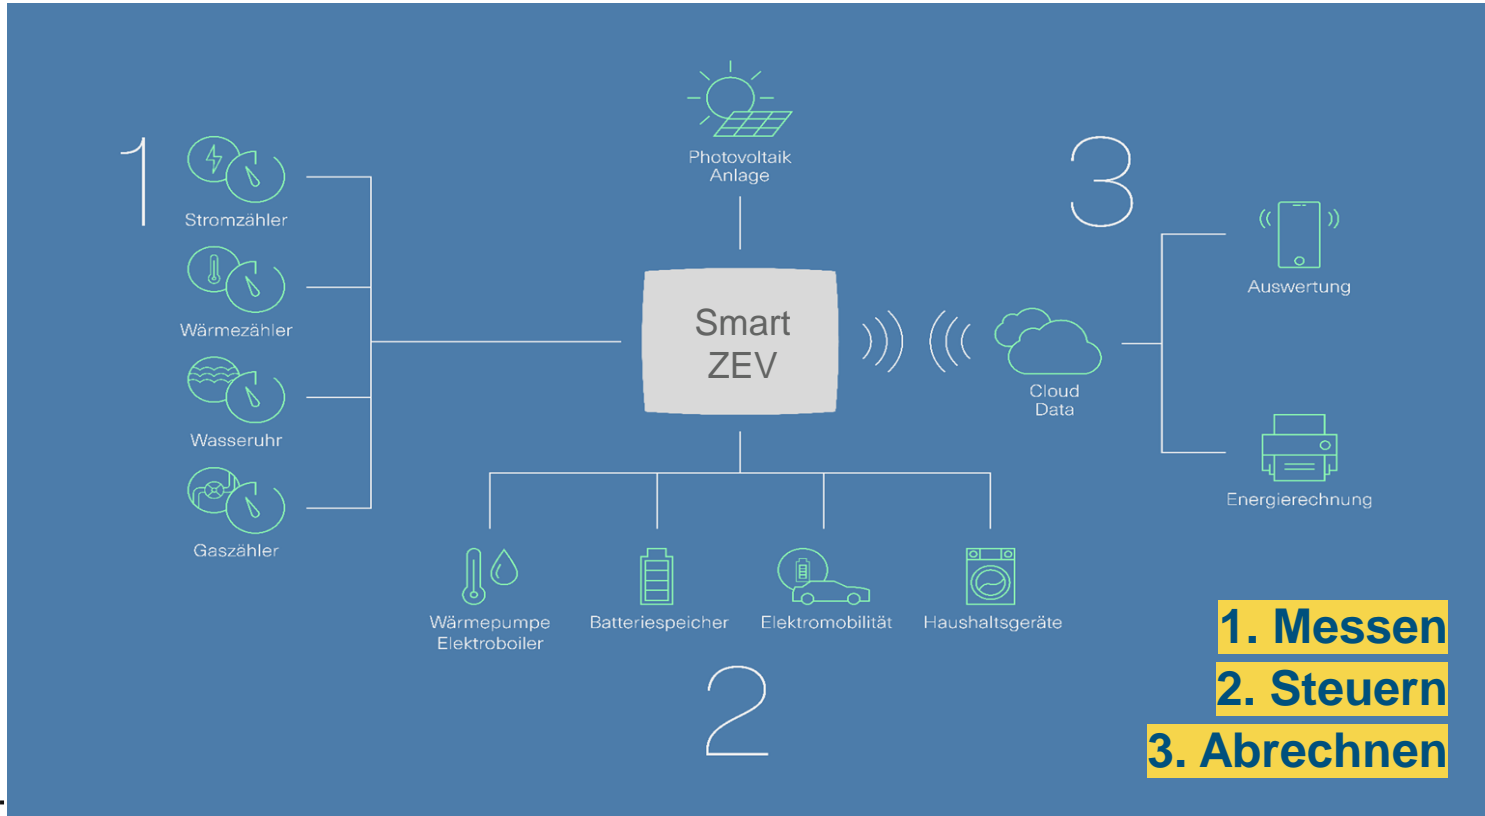 1
Stromzähler
Wärmezähler
Wasseruhr
Gaszähler
Photovoltaik
Anlage
Smart
ZEV
Wärmepumpe
Elektroboiler
Batteriespeicher
Elektromobilität
Haushaltsgeräte
2
3
Cloud
Data
Auswertung
Energierechnung
1. Messen
2. Steuern
3. Abrechnen